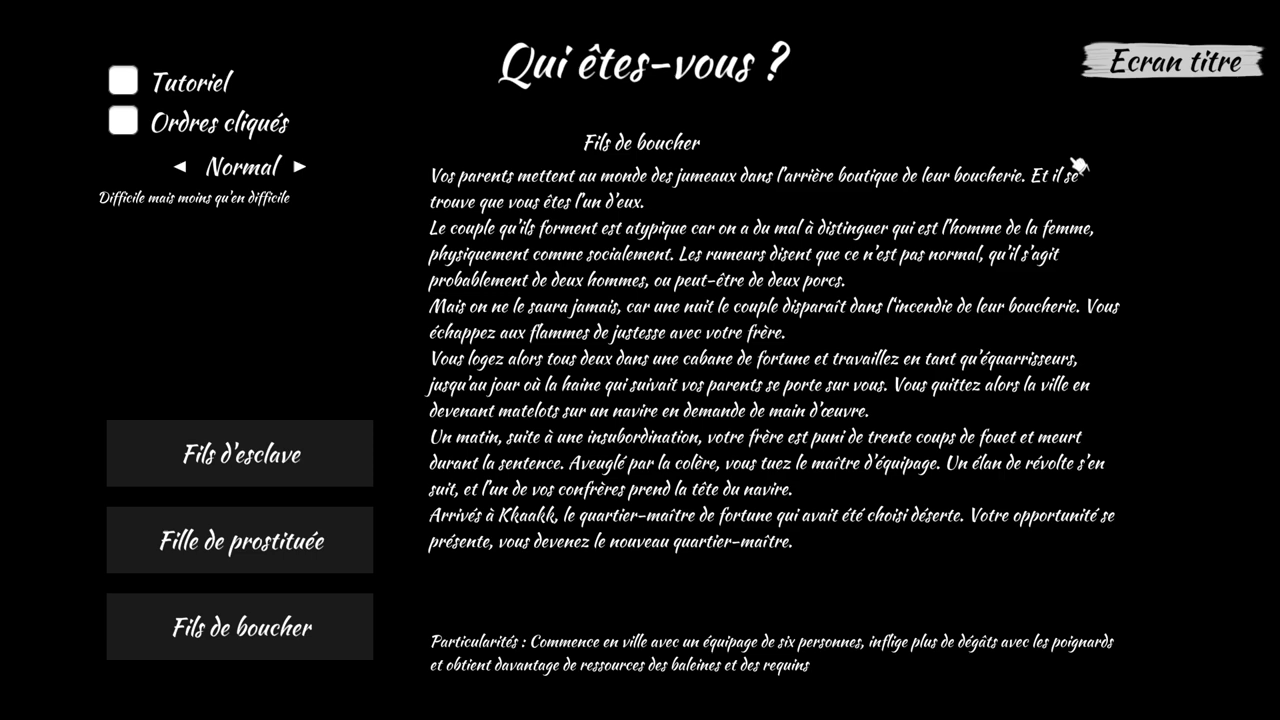 Qui êtes-vous ?
Ecran titre
Tutoriel
Ordres cliqués
Normal
Difficile mais moins qu'en difficile
Fils de boucher
Vos parents mettent au monde des jumeaux dans l'arrière boutique de leur boucherie. Et il se
trouve que vous êtes l'un d'eux.
Le couple qu'ils forment est atypique car on a du mal à distinguer qui est l'homme de la femme,
physiquement comme socialement. Les rumeurs disent que ce n'est pas normal, qu'il s'agit
probablement de deux hommes, ou peut-être de deux porcs.
Mais on ne le saura jamais, car une nuit le couple disparaît dans l'incendie de leur boucherie. Vous
échappez aux flammes de justesse avec votre frère.
Vous logez alors tous deux dans une cabane de fortune et travaillez en tant qu'équarrisseurs,
jusqu'au jour où la haine qui suivait vos parents se porte sur vous. Vous quittez alors la ville en
devenant matelots sur un navire en demande de main d'œuvre.
Un matin, suite à une insubordination, votre frère est puni de trente coups de fouet et meurt
durant la sentence. Aveuglé par la colère, vous tuez le maître d'équipage. Un élan de révolte s'en
suit, et l'un de vos confrères prend la tête du navire.
Arrivés à Kkaakk, le quartier-maître de fortune qui avait été choisi déserte. Votre opportunité se
présente, vous devenez le nouveau quartier-maître.
Fils d'esclave
Fille de prostituée
Fils de boucher
Particularités : Commence en ville avec un équipage de six personnes, inflige plus de dégâts avec les poignards
et obtient davantage de ressources des baleines et des requins